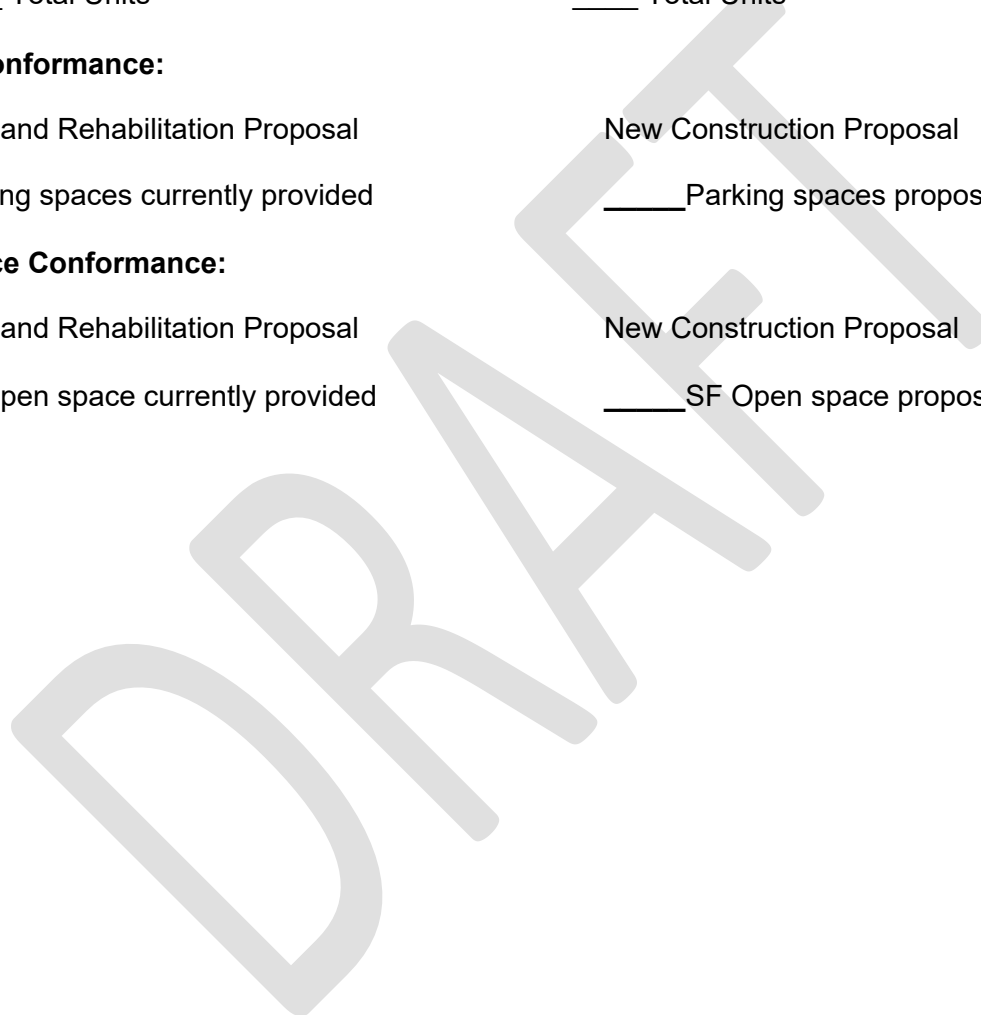 Total Units ____ Total Units
onformance:
and Rehabilitation Proposal New Construction Proposal
ng spaces currently provided _____Parking spaces propos
ce Conformance:
and Rehabilitation Proposal New Construction Proposal
pen space currently provided _____SF Open space propos
DRAFT